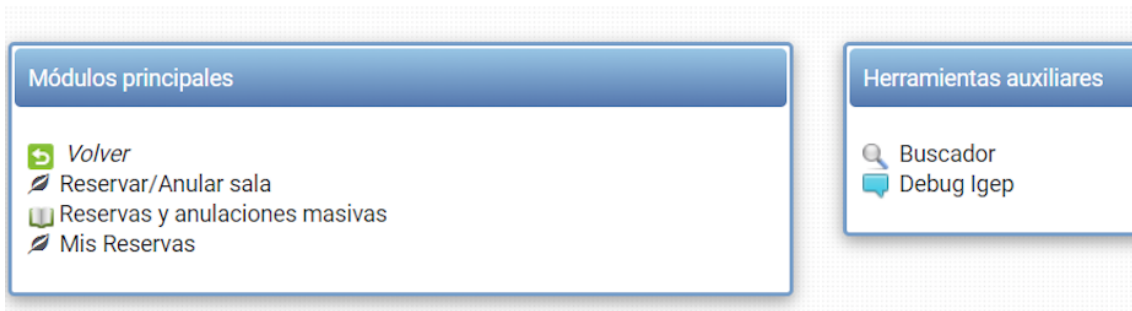 Módulos principales
Volver
Reservar/Anular sala
Reservas y anulaciones masivas
Mis Reservas
Herramientas auxiliares
Buscador
Debug Igep